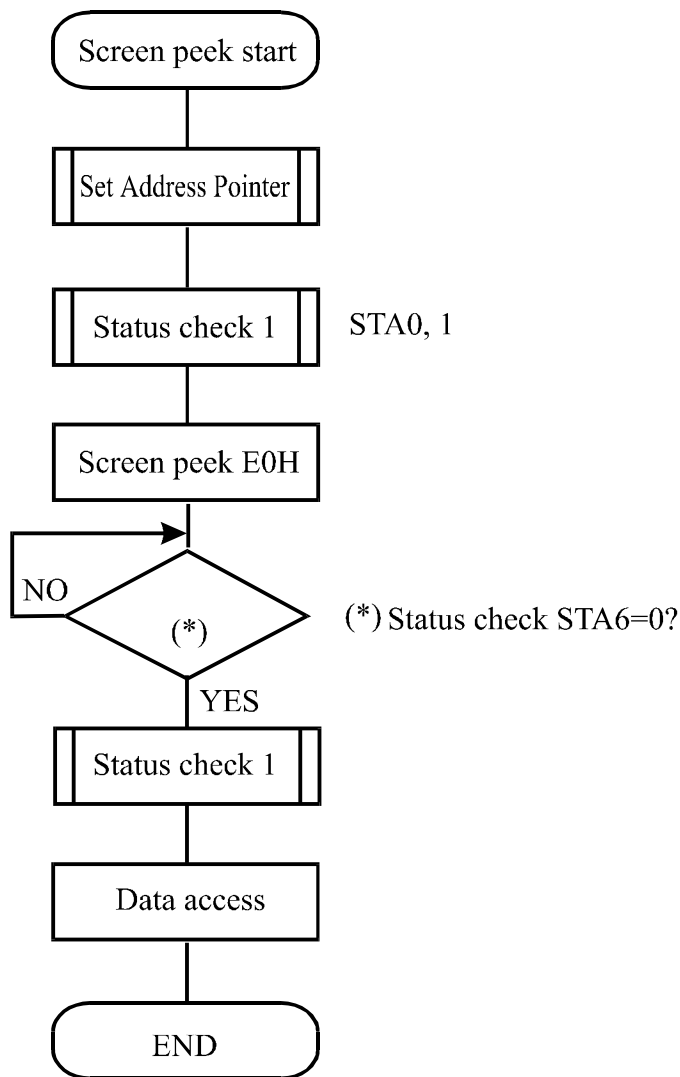 Screen peek start
Set Address Pointer
Status check 1
STA0, 1
Screen peek E0H
NO
(*)
(*) Status check STA6=0?
YES
Status check 1
Data access
END